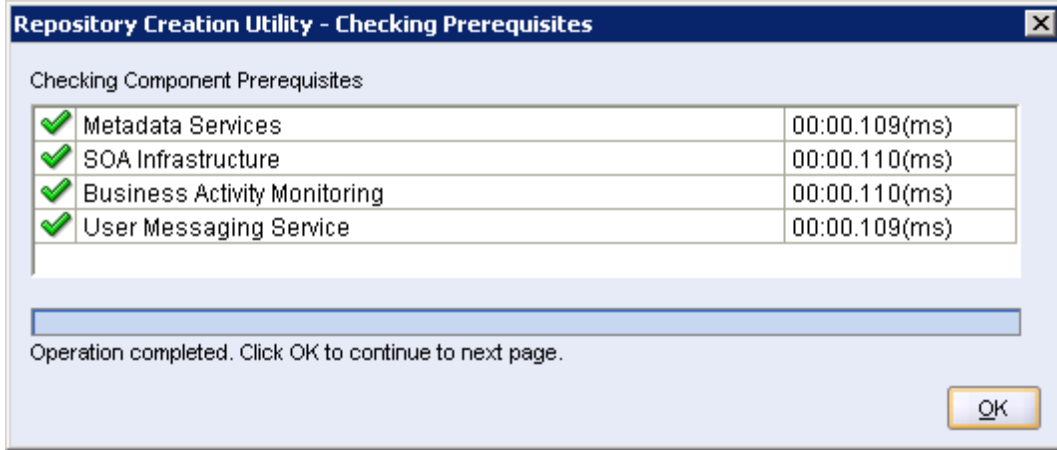 Repository Creation Utility - Checking Prerequisites
Checking Component Prerequisites
Metadata Services 00:00.109(ms)
SOA Infrastructure 00:00.110(ms)
Business Activity Monitoring 00:00.110(ms)
User Messaging Service 00:00.109(ms)
Operation completed. Click OK to continue to next page.
OK